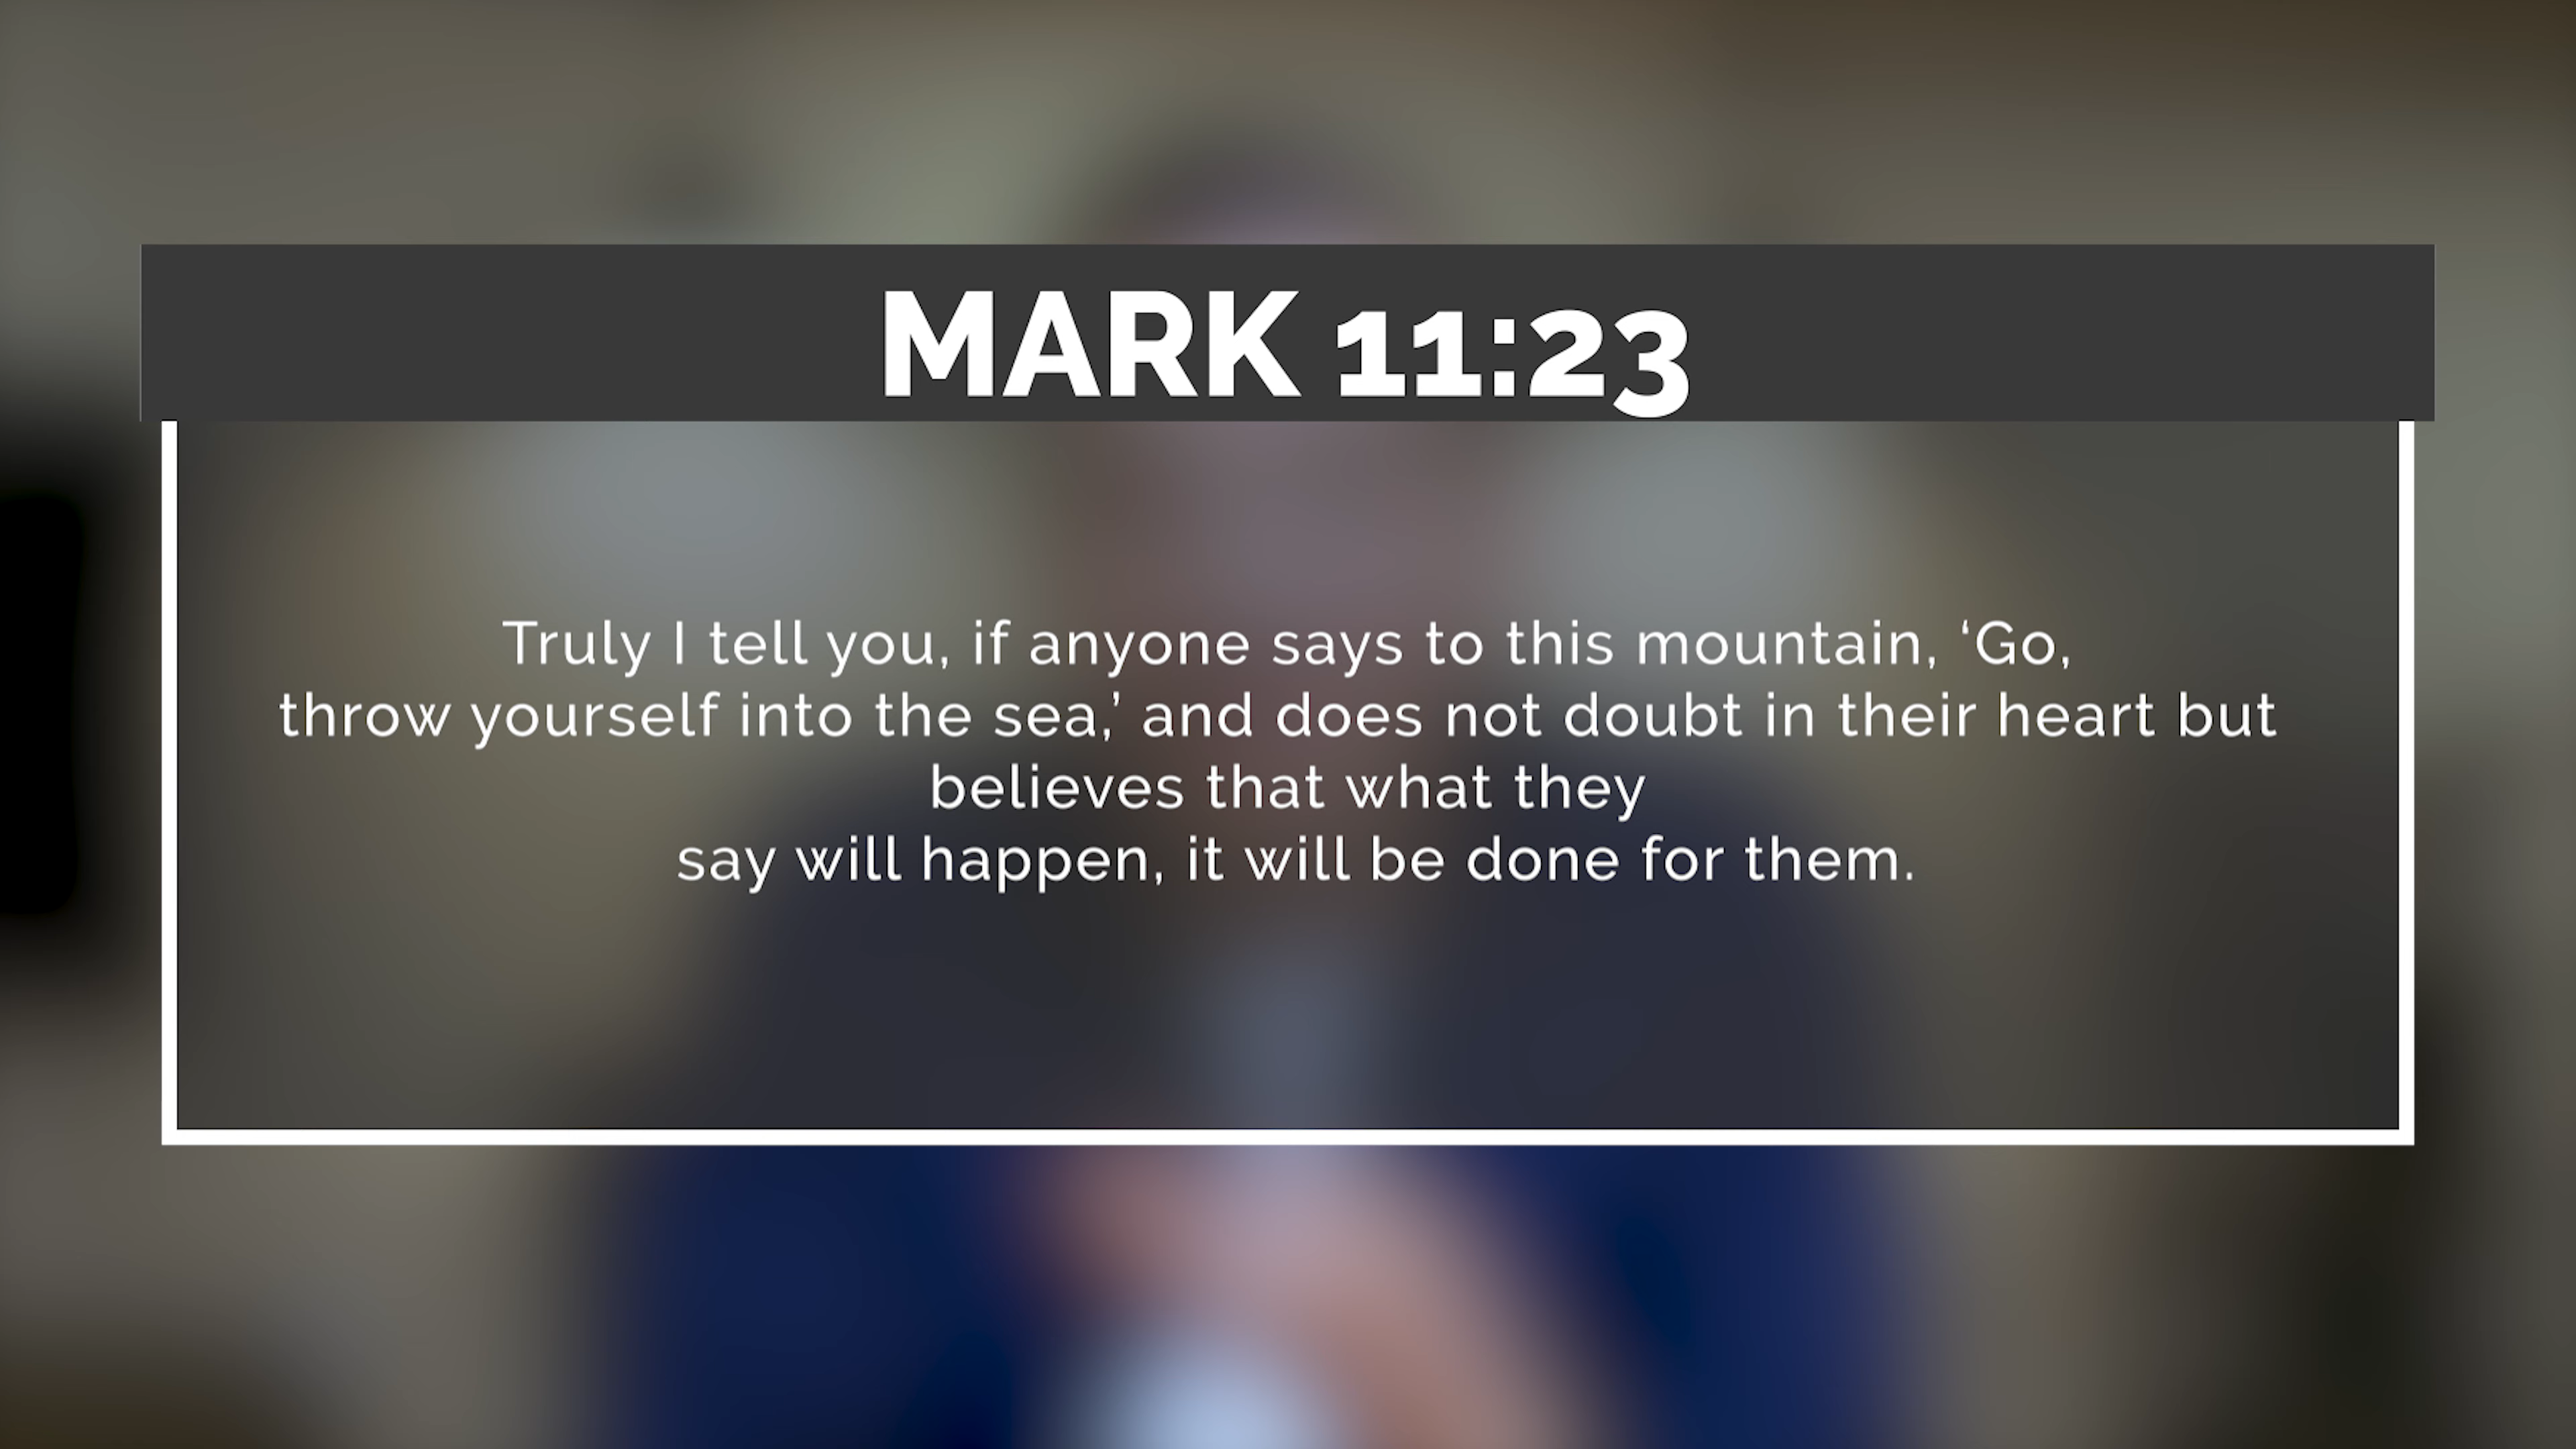 MARK 11:23
Truly I tell you, if anyone says to this mountain, ‘Go,
throw yourself into the sea,’ and does not doubt in their heart but
believes that what they
say will happen, it will be done for them.